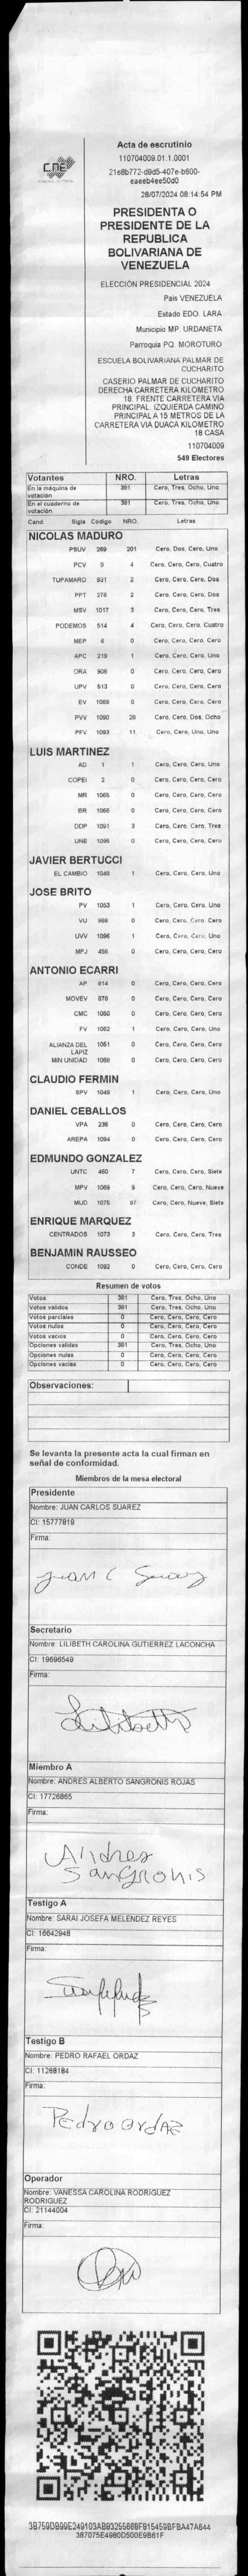 CNE
Acta de escrutinio
110704009.01.1.0001
21e8b772-d9d5-407e-b600-
eaeeb4ee50d0
28/07/2024 08:14:54 PM
PRESIDENTA O
PRESIDENTE DE LA
REPUBLICA
BOLIVARIANA DE
VENEZUELA
ELECCIÓN PRESIDENCIAL 2024
Pais VENEZUELA
Estado EDO. LARA
Municipio MP. URDANETA
Parroquia PQ. MOROTURO
ESCUELA BOLIVARIANA PALMAR DE
CUCHARITO
CASERIO PALMAR DE CUCHARITO
DERECHA CARRETERA KILOMETRO
18. FRENTE CARRETERA VIA
PRINCIPAL. IZQUIERDA CAMINO
PRINCIPAL A 15 METROS DE LA
CARRETERA VIA DUACA KILOMETRO
18 CASA
110704009
549 Electores
Votantes NRO. Letras
En la máquina de votación 381 Cero, Tres, Ocho, Uno
En el cuaderno de votación 381 Cero, Tres, Ocho, Uno
Cand. Sigla Código NRO. Letras
NICOLAS MADURO
PSUV 269 201 Cero, Dos, Cero, Uno
PCV 9 4 Cero, Cero, Cero, Cuatro
TUPAMARO 931 2 Cero, Cero, Cero, Dos
PPT 276 2 Cero, Cero, Cero, Dos
MSV 1017 3 Cero, Cero, Cero, Tres
PODEMOS 514 4 Cero, Cero, Cero, Cuatro
MEP 6 0 Cero, Cero, Cero, Cero
APC 219 1 Cero, Cero, Cero, Uno
ORA 908 0 Cero, Cero, Cero, Cero
UPV 513 0 Cero, Cero, Cero, Cero
EV 1089 0 Cero, Cero, Cero, Cero
PVV 1090 28 Cero, Cero, Dos, Ocho
PFV 1093 11 Cero, Cero, Uno, Uno
LUIS MARTINEZ
AD 1 1 Cero, Cero, Cero, Uno
COPEI 2 0 Cero, Cero, Cero, Cero
MR 1065 0 Cero, Cero, Cero, Cero
BR 1066 0 Cero, Cero, Cero, Cero
DDP 1091 3 Cero, Cero, Cero, Tres
UNE 1095 0 Cero, Cero, Cero, Cero
JAVIER BERTUCCI
EL CAMBIO 1048 1 Cero, Cero, Cero, Uno
JOSE BRITO
PV 1053 1 Cero, Cero, Cero, Uno
VU 868 0 Cero, Cero, Cero, Cero
UVV 1096 1 Cero, Cero, Cero, Uno
MPJ 456 0 Cero, Cero, Cero, Cero
ANTONIO ECARRI
AP 814 0 Cero, Cero, Cero, Cero
MOVEV 878 0 Cero, Cero, Cero, Cero
CMC 1060 0 Cero, Cero, Cero, Cero
FV 1062 1 Cero, Cero, Cero, Uno
ALIANZA DEL LAPIZ 1051 0 Cero, Cero, Cero, Cero
MIN UNIDAD 1058 0 Cero, Cero, Cero, Cero
CLAUDIO FERMIN
SPV 1049 1 Cero, Cero, Cero, Uno
DANIEL CEBALLOS
VPA 236 0 Cero, Cero, Cero, Cero
AREPA 1094 0 Cero, Cero, Cero, Cero
EDMUNDO GONZALEZ
UNTC 460 7 Cero, Cero, Cero, Siete
MPV 1069 9 Cero, Cero, Cero, Nueve
MUD 1075 97 Cero, Cero, Nueve, Siete
ENRIQUE MARQUEZ
CENTRADOS 1073 3 Cero, Cero, Cero, Tres
BENJAMIN RAUSSEO
CONDE 1092 0 Cero, Cero, Cero, Cero
Resumen de votos
Votos 381 Cero, Tres, Ocho, Uno
Votos validos 381 Cero, Tres, Ocho, Uno
Votos parciales 0 Cero, Cero, Cero, Cero
Votos nulos 0 Cero, Cero, Cero, Cero
Votos vacios 0 Cero, Cero, Cero, Cero
Opciones validas 381 Cero, Tres, Ocho, Uno
Opciones nulas 0 Cero, Cero, Cero, Cero
Opciones vacias 0 Cero, Cero, Cero, Cero
Observaciones:
Se levanta la presente acta la cual firman en
señal de conformidad.
Miembros de la mesa electoral
Presidente
Nombre: JUAN CARLOS SUAREZ
CI: 15777819
Firma:
Juan C Suarez
Secretario
Nombre: LILIBETH CAROLINA GUTIERREZ LACONCHA
CI: 19696549
Firma:
Miembro A
Nombre: ANDRES ALBERTO SANGRONIS ROJAS
CI: 17726865
Firma:
Andres
Sangronis
Testigo A
Nombre: SARAI JOSEFA MELENDEZ REYES
CI: 16642948
Firma:
Testigo B
Nombre: PEDRO RAFAEL ORDAZ
CI: 11268184
Firma:
Pedro Ordaz
Operador
Nombre: VANESSA CAROLINA RODRIGUEZ
RODRIGUEZ
CI: 21144004
Firma:
3B759DB99E249103AB83255668F815459BFBA47A644
387075E4980D500E9B61F